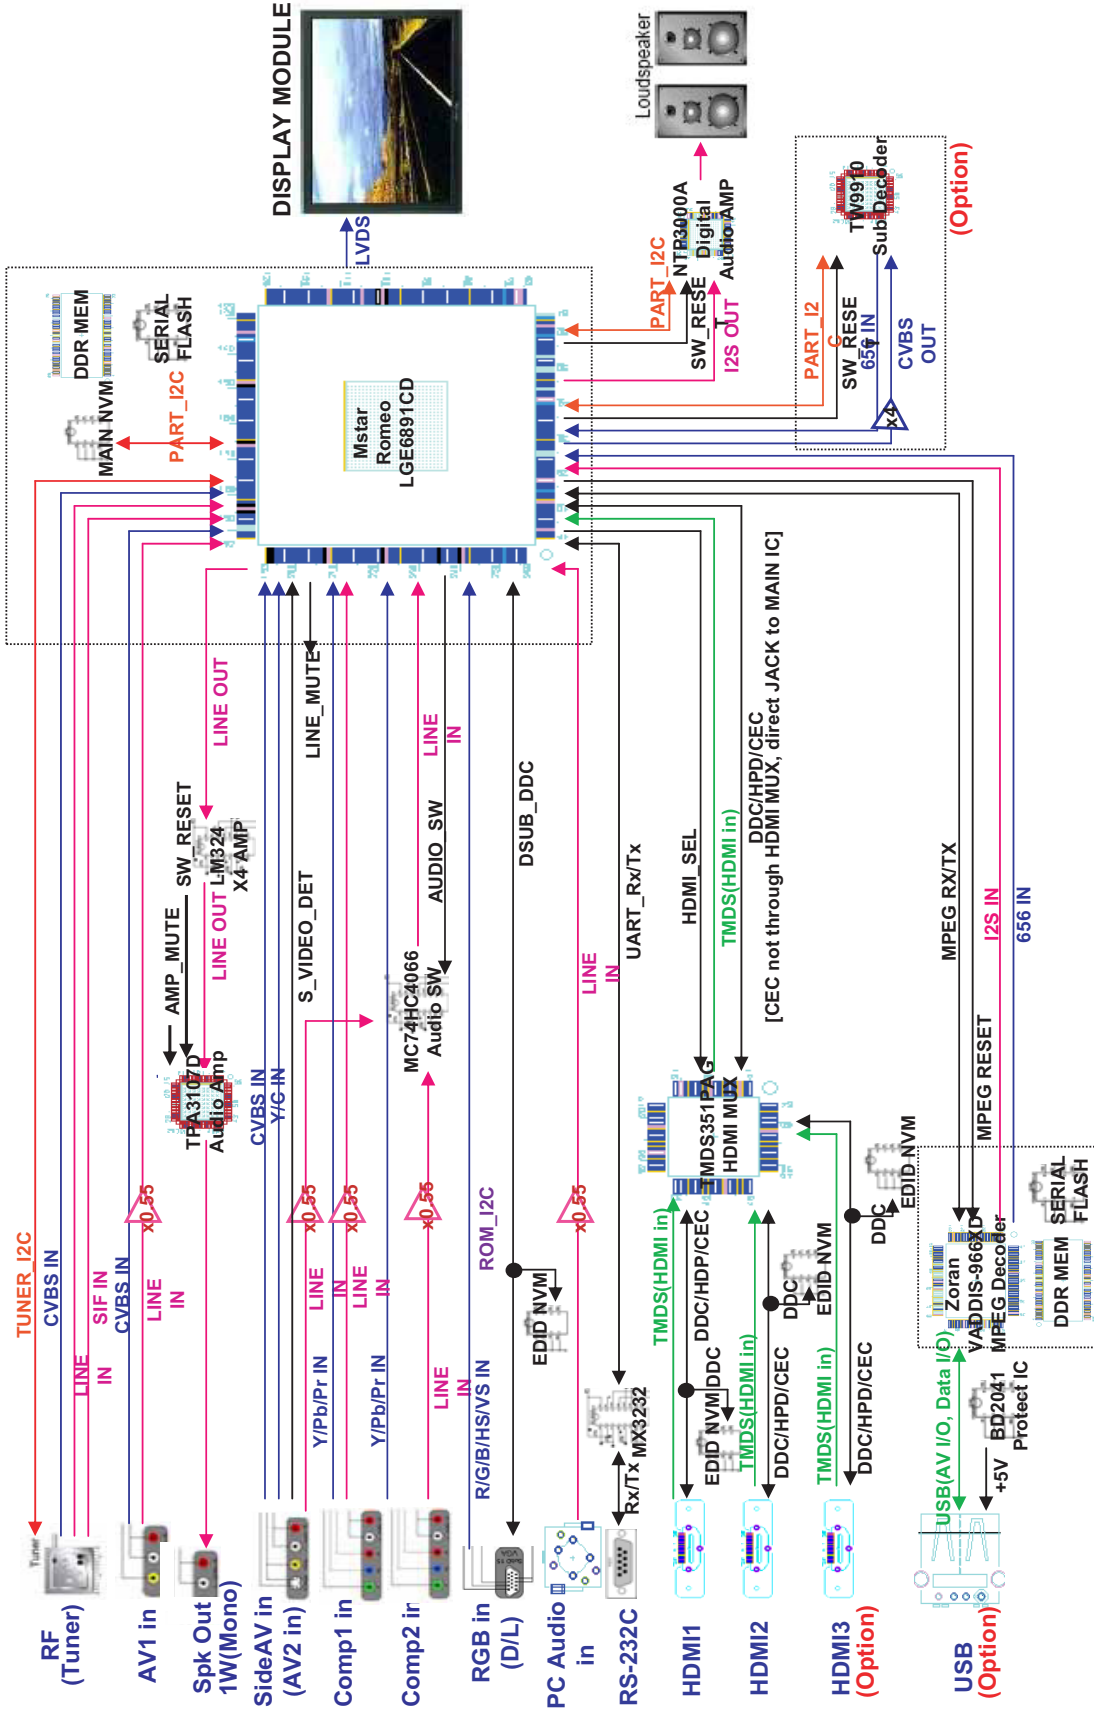 RF
(Tuner)
Tuner
TUNER_I2C
CVBS IN
SIF IN
LINE
IN
AV1 in
CVBS IN
LINE
IN
x0.55
Spk Out
1W(Mono)
TPA3107D
Audio Amp
AMP_MUTE
SW_RESET
LINE OUT
LM324
X4 AMP
LINE OUT
SideAV in
(AV2 in)
CVBS IN
Y/C IN
S_VIDEO_DET
LINE_MUTE
LINE
IN
x0.55
Comp1 in
Y/Pb/Pr IN
LINE
IN
x0.55
Comp2 in
Y/Pb/Pr IN
LINE
IN
x0.55
MC74HC4066
Audio SW
LINE
IN
AUDIO_SW
RGB in
(D/L)
R/G/B/HS/VS IN
ROM_I2C
EDID NVM
DSUB_DDC
PC Audio
in
x0.55
LINE
IN
RS-232C
Rx/Tx
MX3232
UART_Rx/Tx
HDMI1
TMDS(HDMI in)
DDC/HDP/CEC
DDC
EDID NVM
HDMI2
TMDS(HDMI in)
DDC/HPD/CEC
DDC
EDID NVM
HDMI3
(Option)
TMDS(HDMI in)
DDC/HPD/CEC
DDC
EDID NVM
TMDS351PAG
HDMI MUX
HDMI_SEL
TMDS(HDMI in)
DDC/HPD/CEC
[CEC not through HDMI MUX, direct JACK to MAIN IC]
USB
(Option)
USB(AV I/O, Data I/O)
+5V
BD2041
Protect IC
Zoran
VADDIS-966XD
MPEG Decoder
DDR MEM
SERIAL
FLASH
MPEG RX/TX
MPEG RESET
I2S IN
656 IN
MAIN NVM
PART_I2C
DDR MEM
SERIAL
FLASH
Mstar
Romeo
LGE6891CD
LVDS
DISPLAY MODULE
PART_I2C
SW_RESE
T
I2S OUT
NTP3000A
Digital
Audio AMP
Loudspeaker
PART_I2
C
SW_RESE
T
656 IN
CVBS
OUT
x4
TW9910
Sub Decoder
(Option)